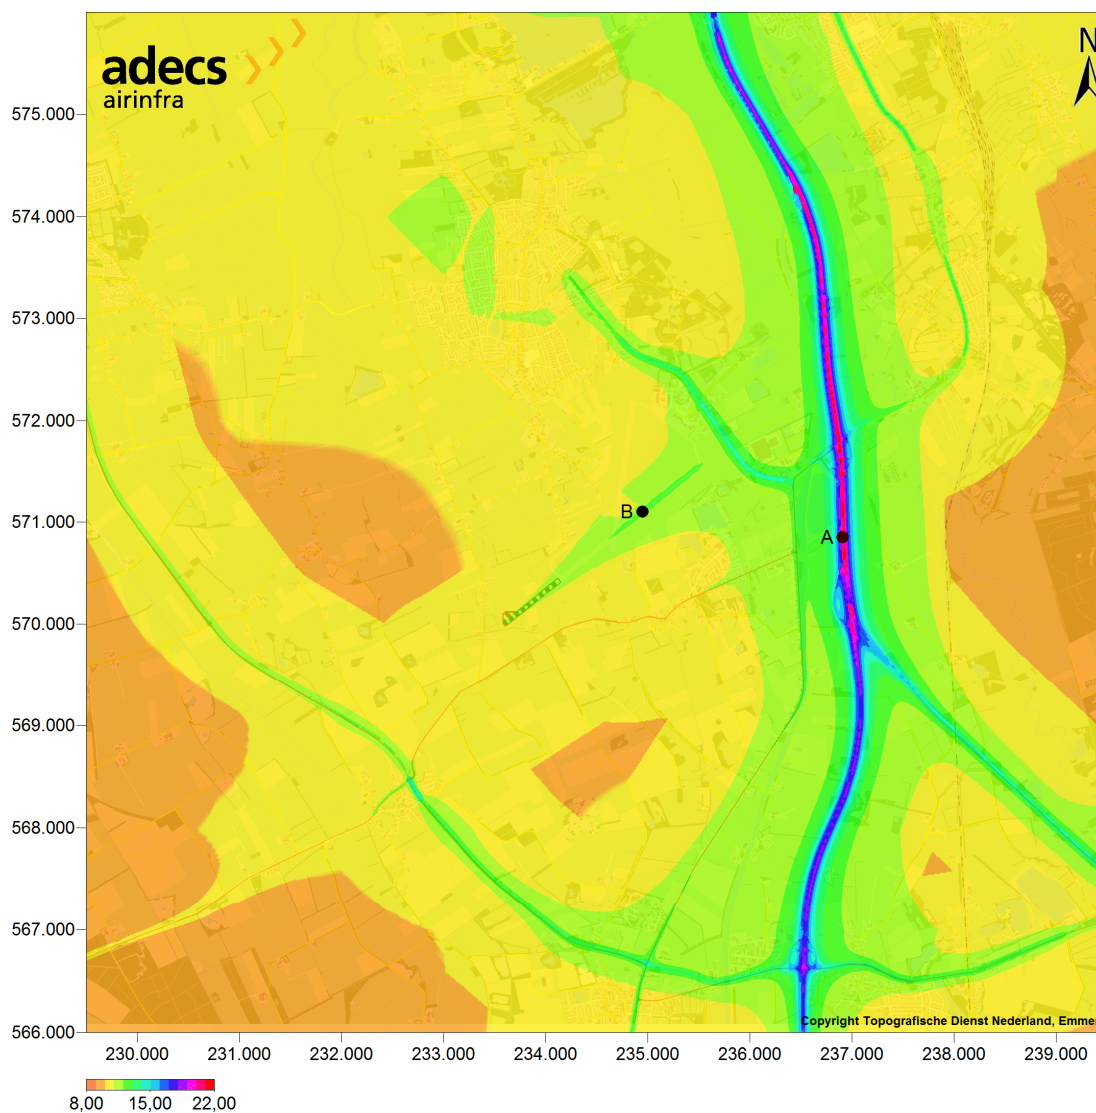 adecs
airinfra
N
575.000
574.000
573.000
572.000
B
571.000
A
570.000
569.000
568.000
567.000
Copyright Topografische Dienst Nederland, Emme
566.000
230.000 231.000 232.000 233.000 234.000 235.000 236.000 237.000 238.000 239.000
8,00 15,00 22,00